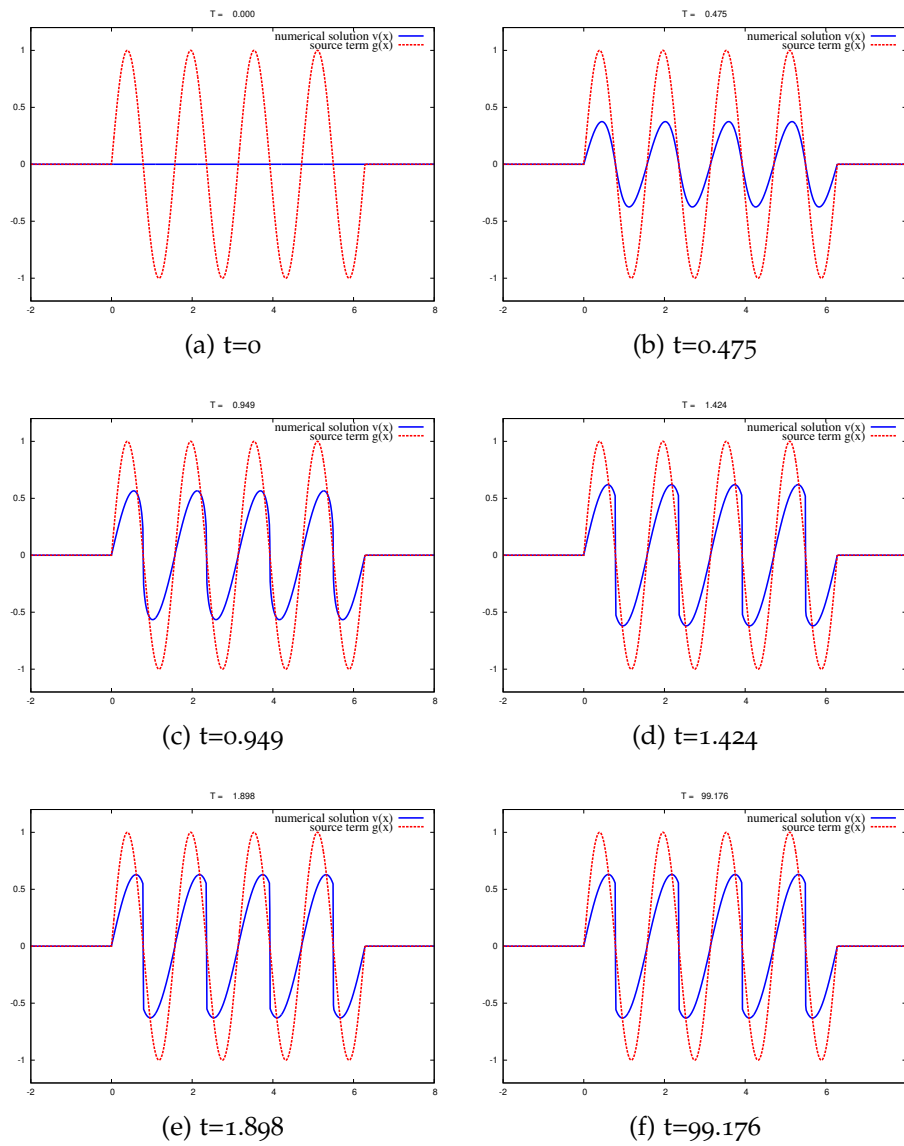 T = 0.000
numerical solution v(x)
source term g(x)
1
0.5
0
-0.5
-1
-2 0 2 4 6 8
(a) t=0
T = 0.475
numerical solution v(x)
source term g(x)
1
0.5
0
-0.5
-1
-2 0 2 4 6
(b) t=0.475
T = 0.949
numerical solution v(x)
source term g(x)
1
0.5
0
-0.5
-1
-2 0 2 4 6 8
(c) t=0.949
T = 1.424
numerical solution v(x)
source term g(x)
1
0.5
0
-0.5
-1
-2 0 2 4 6
(d) t=1.424
T = 1.898
numerical solution v(x)
source term g(x)
1
0.5
0
-0.5
-1
-2 0 2 4 6 8
(e) t=1.898
T = 99.176
numerical solution v(x)
source term g(x)
1
0.5
0
-0.5
-1
-2 0 2 4 6
(f) t=99.176